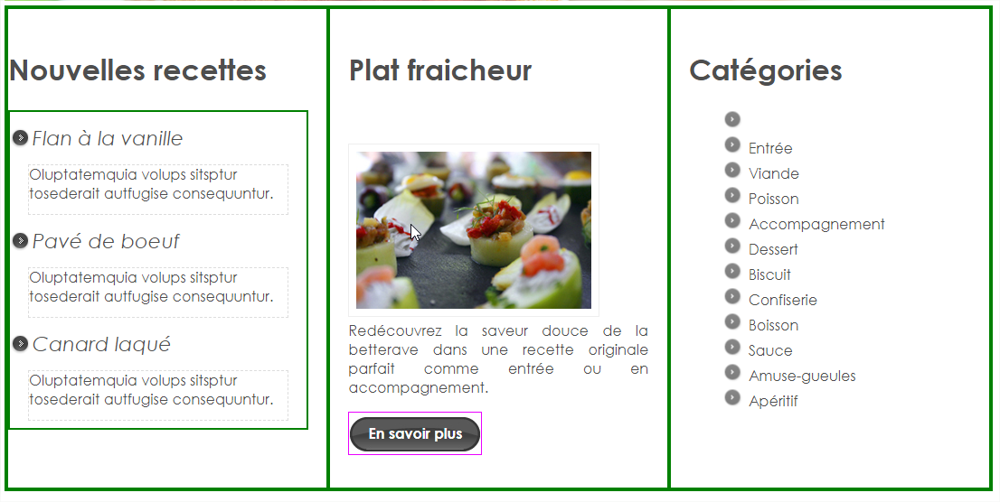 Nouvelles recettes
Flan à la vanille
Oluptatemquia volups sitsptur
tosederait autfugise consequuntur.
Pavé de boeuf
Oluptatemquia volups sitsptur
tosederait autfugise consequuntur.
Canard laqué
Oluptatemquia volups sitsptur
tosederait autfugise consequuntur.
Plat fraicheur
Redécouvrez la saveur douce de la
betterave dans une recette originale
parfait comme entrée ou en
accompagnement.
En savoir plus
Catégories
Entrée
Viande
Poisson
Accompagnement
Dessert
Biscuit
Confiserie
Boisson
Sauce
Amuse-gueules
Apéritif